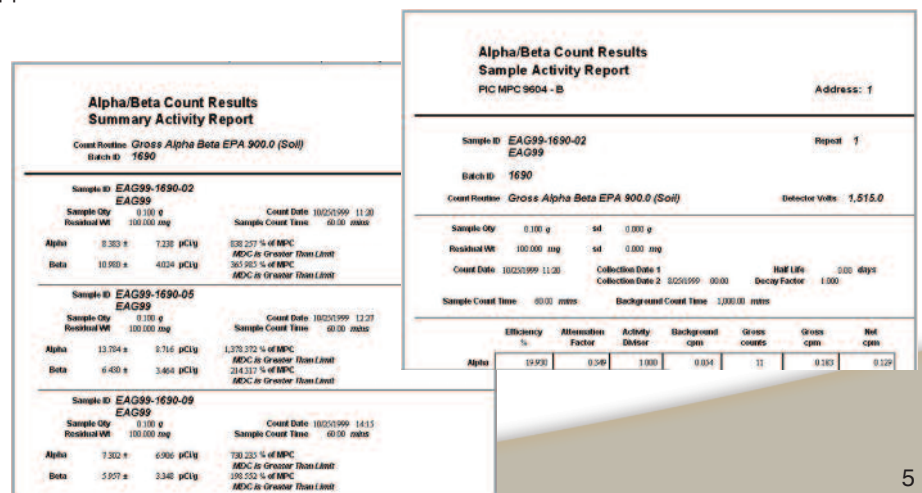 Alpha/Beta Count Results
Summary Activity Report
Count Routine Gross Alpha Beta EPA 900.0 (Soil)
Batch ID 1690
Sample ID EAG99-1690-02
EAG99
Sample Qty 0.100 g Count Date 10/25/1999 11:20
Residual Wt 100.000 mg Sample Count Time 60.00 mins
Alpha 8.383 ± 7.238 pCi/g 838.257 % of MPC
MDC is Greater Than Limit
Beta 10.980 ± 4.024 pCi/g 365.985 % of MPC
MDC is Greater Than Limit
Sample ID EAG99-1690-05
EAG99
Sample Qty 0.100 g Count Date 10/25/1999 12:27
Residual Wt 100.000 mg Sample Count Time 60.00 mins
Alpha 13.784 ± 8.716 pCi/g 1,378.372 % of MPC
MDC is Greater Than Limit
Beta 6.430 ± 3.464 pCi/g 214.317 % of MPC
MDC is Greater Than Limit
Sample ID EAG99-1690-09
EAG99
Sample Qty 0.100 g Count Date 10/25/1999 14:15
Residual Wt 100.000 mg Sample Count Time 60.00 mins
Alpha 7.302 ± 6.906 pCi/g 730.235 % of MPC
MDC is Greater Than Limit
Beta 5.957 ± 3.348 pCi/g 198.552 % of MPC
MDC is Greater Than Limit
Alpha/Beta Count Results
Sample Activity Report
PIC MPC 9604 - B Address: 1
Sample ID EAG99-1690-02 Repeat 1
EAG99
Batch ID 1690
Count Routine Gross Alpha Beta EPA 900.0 (Soil) Detector Volts 1,515.0
Sample Qty 0.100 g sd 0.000 g
Residual Wt 100.000 mg sd 0.000 mg
Count Date 10/25/1999 11:20 Collection Date 1 Half Life 0.00 days
Collection Date 2 8/25/1999 00:00 Decay Factor 1.000
Sample Count Time 60.00 mins Background Count Time 1,000.00 mins
Efficiency Attenuation Activity Background Gross Gross Net
% Factor Divisor cpm counts cpm cpm
Alpha 19.930 0.349 1.000 0.054 11 0.183 0.129
5